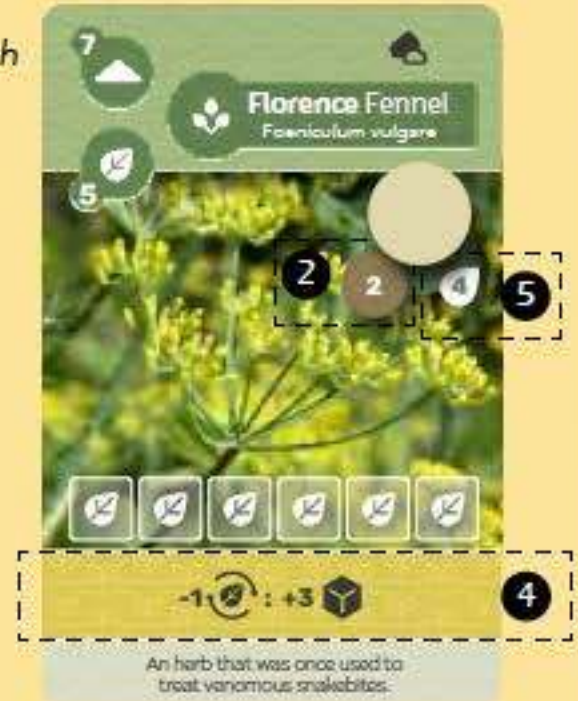 h
7
Florence Fennel
Foeniculum vulgare
5
2
2
4
5
-1 : +3
4
An herb that was once used to
treat venomous snakebites.